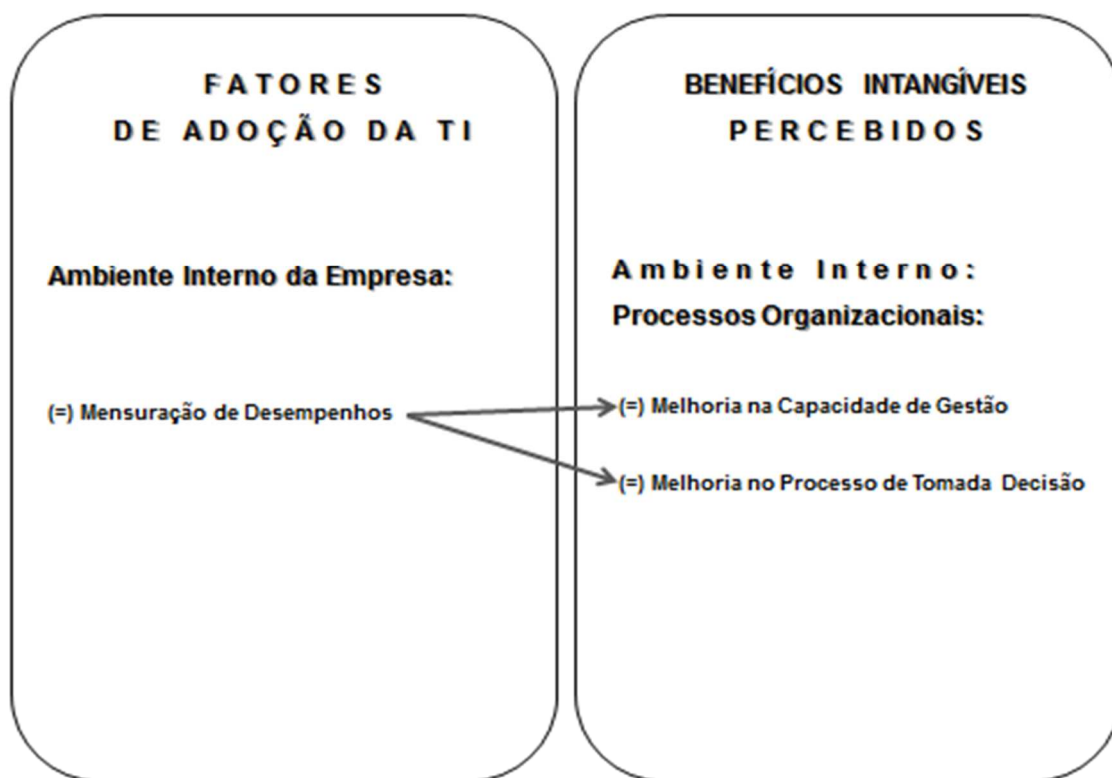 FATORES
DE ADOÇÃO DA TI
Ambiente Interno da Empresa:
(=) Mensuração de Desempenhos
BENEFÍCIOS INTANGÍVEIS
PERCEBIDOS
Ambiente Interno:
Processos Organizacionais:
(=) Melhoria na Capacidade de Gestão
(=) Melhoria no Processo de Tomada Decisão